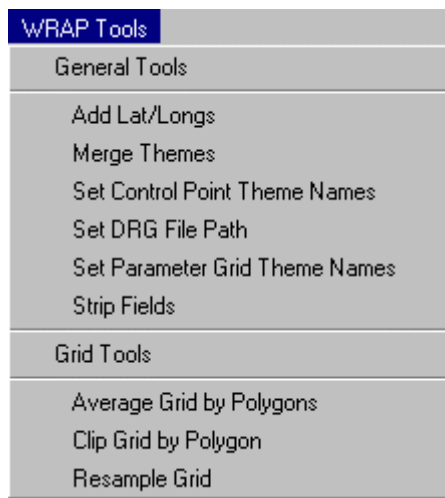 WRAP Tools
General Tools
Add Lat/Longs
Merge Themes
Set Control Point Theme Names
Set DRG File Path
Set Parameter Grid Theme Names
Strip Fields
Grid Tools
Average Grid by Polygons
Clip Grid by Polygon
Resample Grid